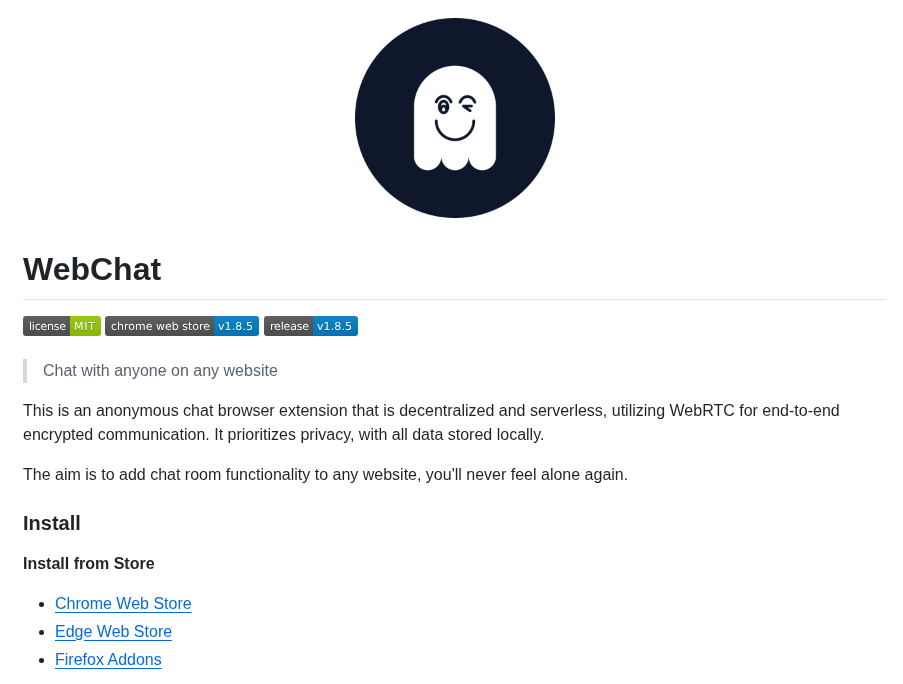 WebChat
license MIT chrome web store v1.8.5 release v1.8.5
Chat with anyone on any website
This is an anonymous chat browser extension that is decentralized and serverless, utilizing WebRTC for end-to-end
encrypted communication. It prioritizes privacy, with all data stored locally.
The aim is to add chat room functionality to any website, you'll never feel alone again.
Install
Install from Store
Chrome Web Store
Edge Web Store
Firefox Addons